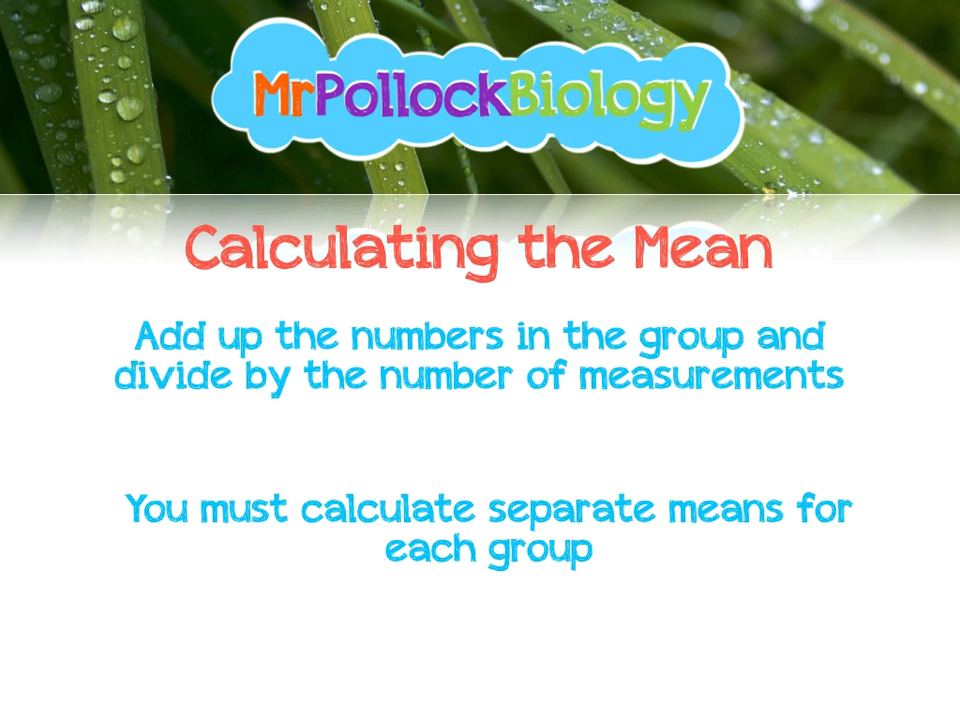 MrPollockBiology
Calculating the Mean
Add up the numbers in the group and
divide by the number of measurements
You must calculate separate means for
each group